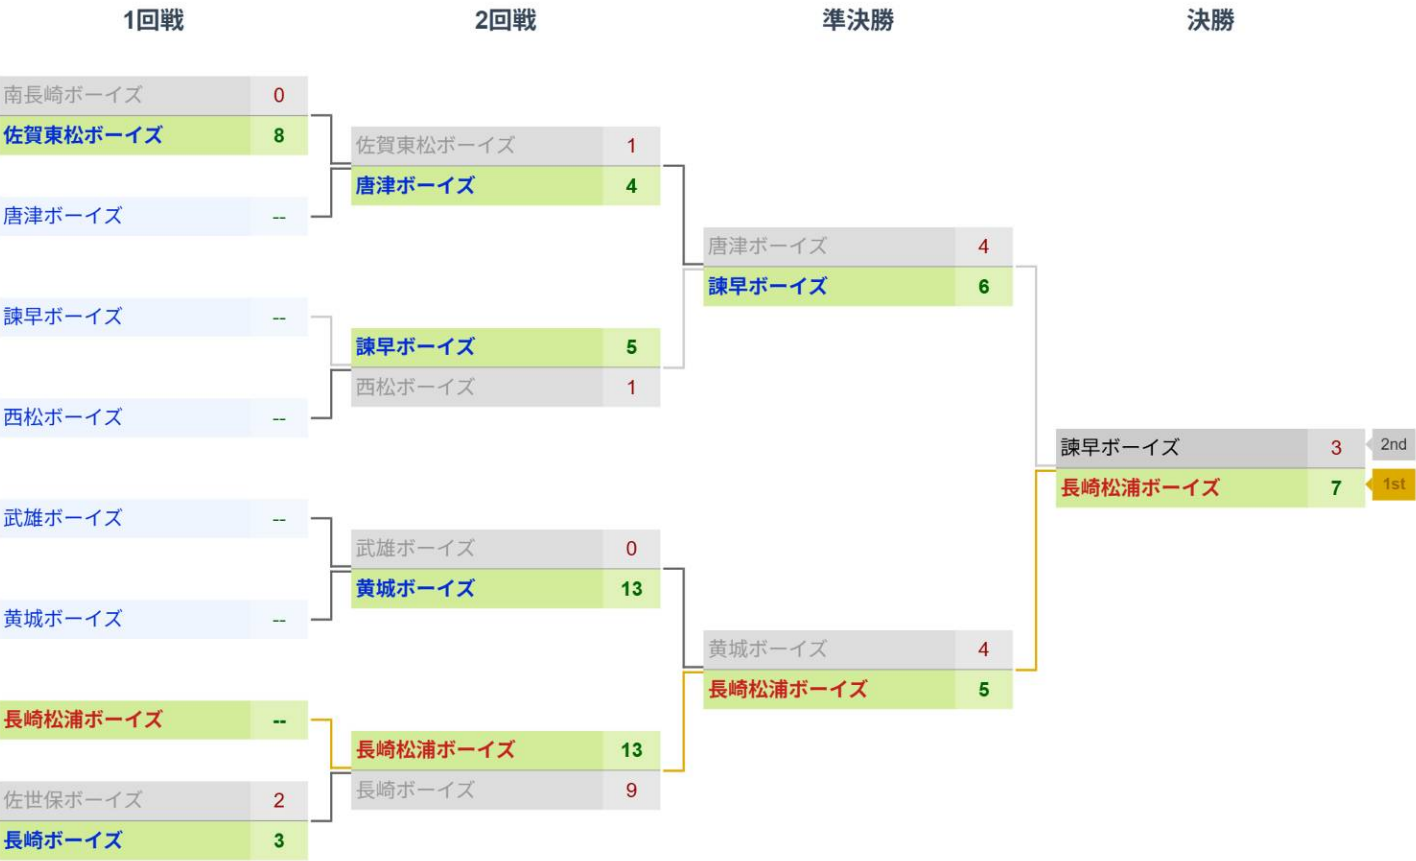 1回戦 2回戦 準決勝 決勝
南長崎ボーイズ 0
佐賀東松ボーイズ 8
唐津ボーイズ --
諫早ボーイズ --
西松ボーイズ --
武雄ボーイズ --
黄城ボーイズ --
長崎松浦ボーイズ --
佐世保ボーイズ 2
長崎ボーイズ 3
佐賀東松ボーイズ 1
唐津ボーイズ 4
諫早ボーイズ 5
西松ボーイズ 1
武雄ボーイズ 0
黄城ボーイズ 13
長崎松浦ボーイズ 13
長崎ボーイズ 9
唐津ボーイズ 4
諫早ボーイズ 6
黄城ボーイズ 4
長崎松浦ボーイズ 5
諫早ボーイズ 3 2nd
長崎松浦ボーイズ 7 1st